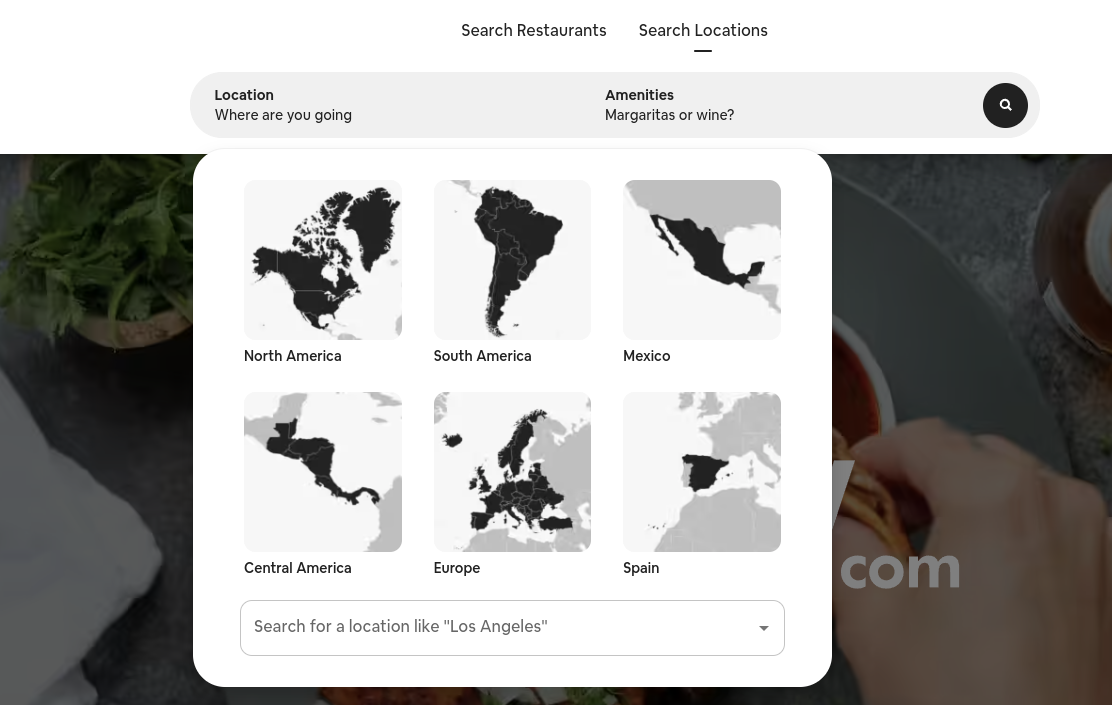 Search Restaurants
Search Locations
Location
Where are you going
Amenities
Margaritas or wine?
North America
South America
Mexico
Central America
Europe
Spain
Search for a location like "Los Angeles"
com